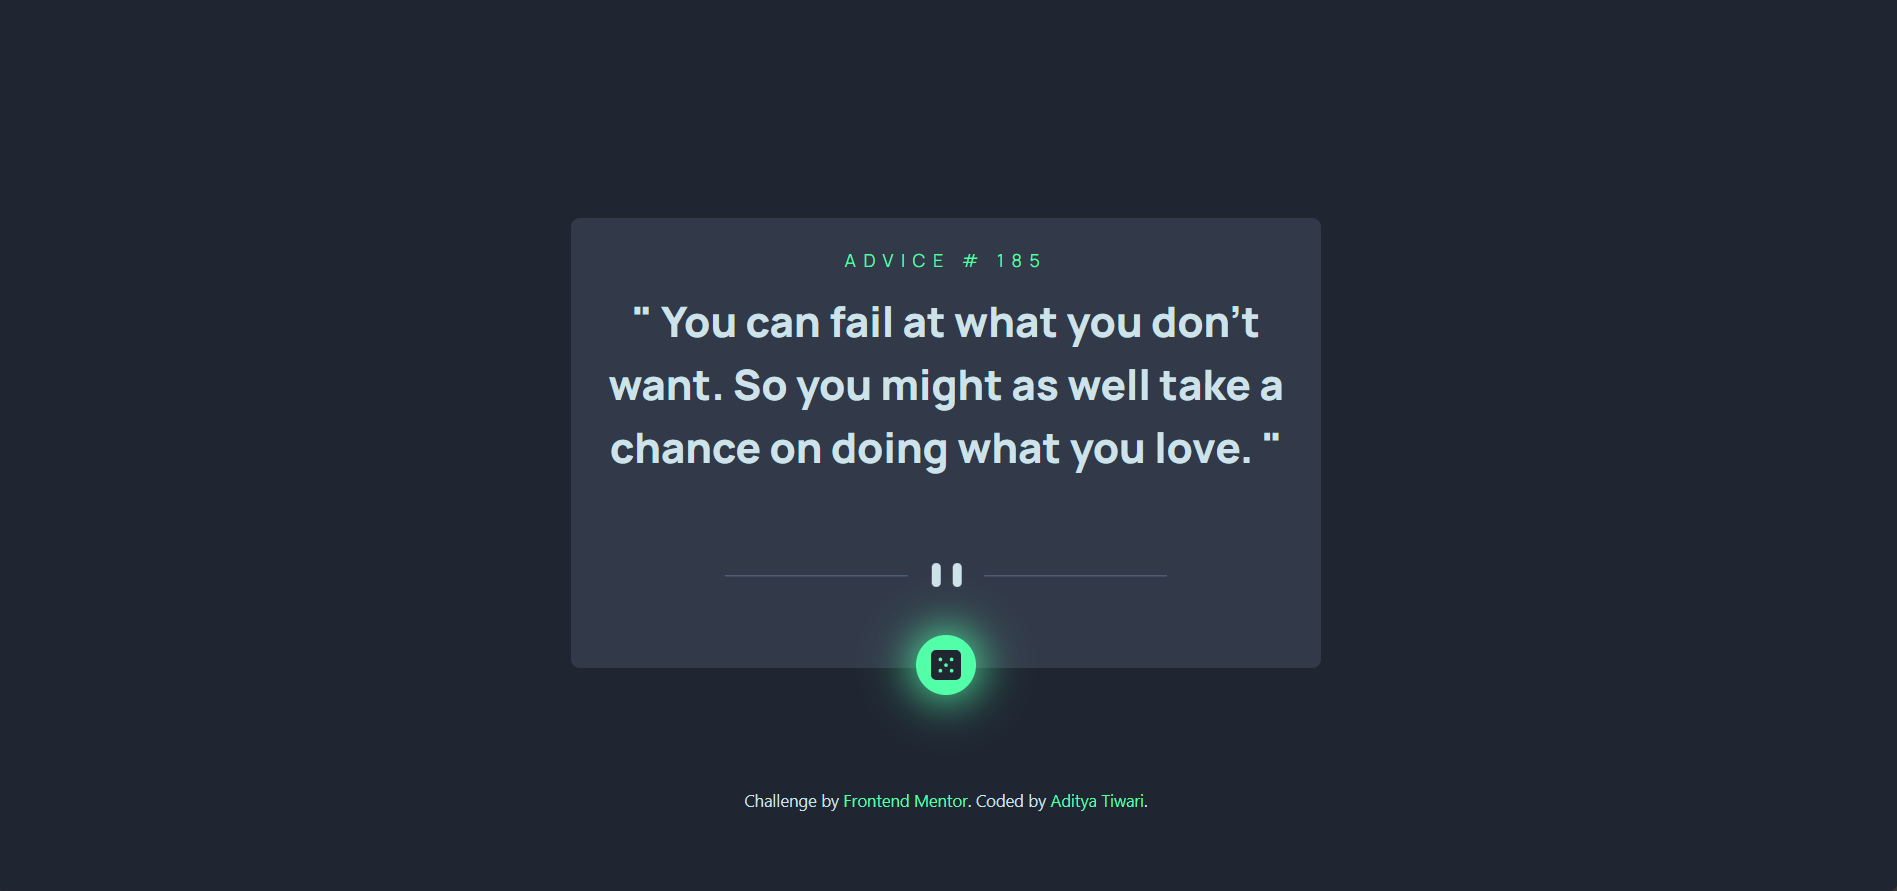 ADVICE # 185
" You can fail at what you don’t
want. So you might as well take a
chance on doing what you love. "
Challenge by Frontend Mentor. Coded by Aditya Tiwari.